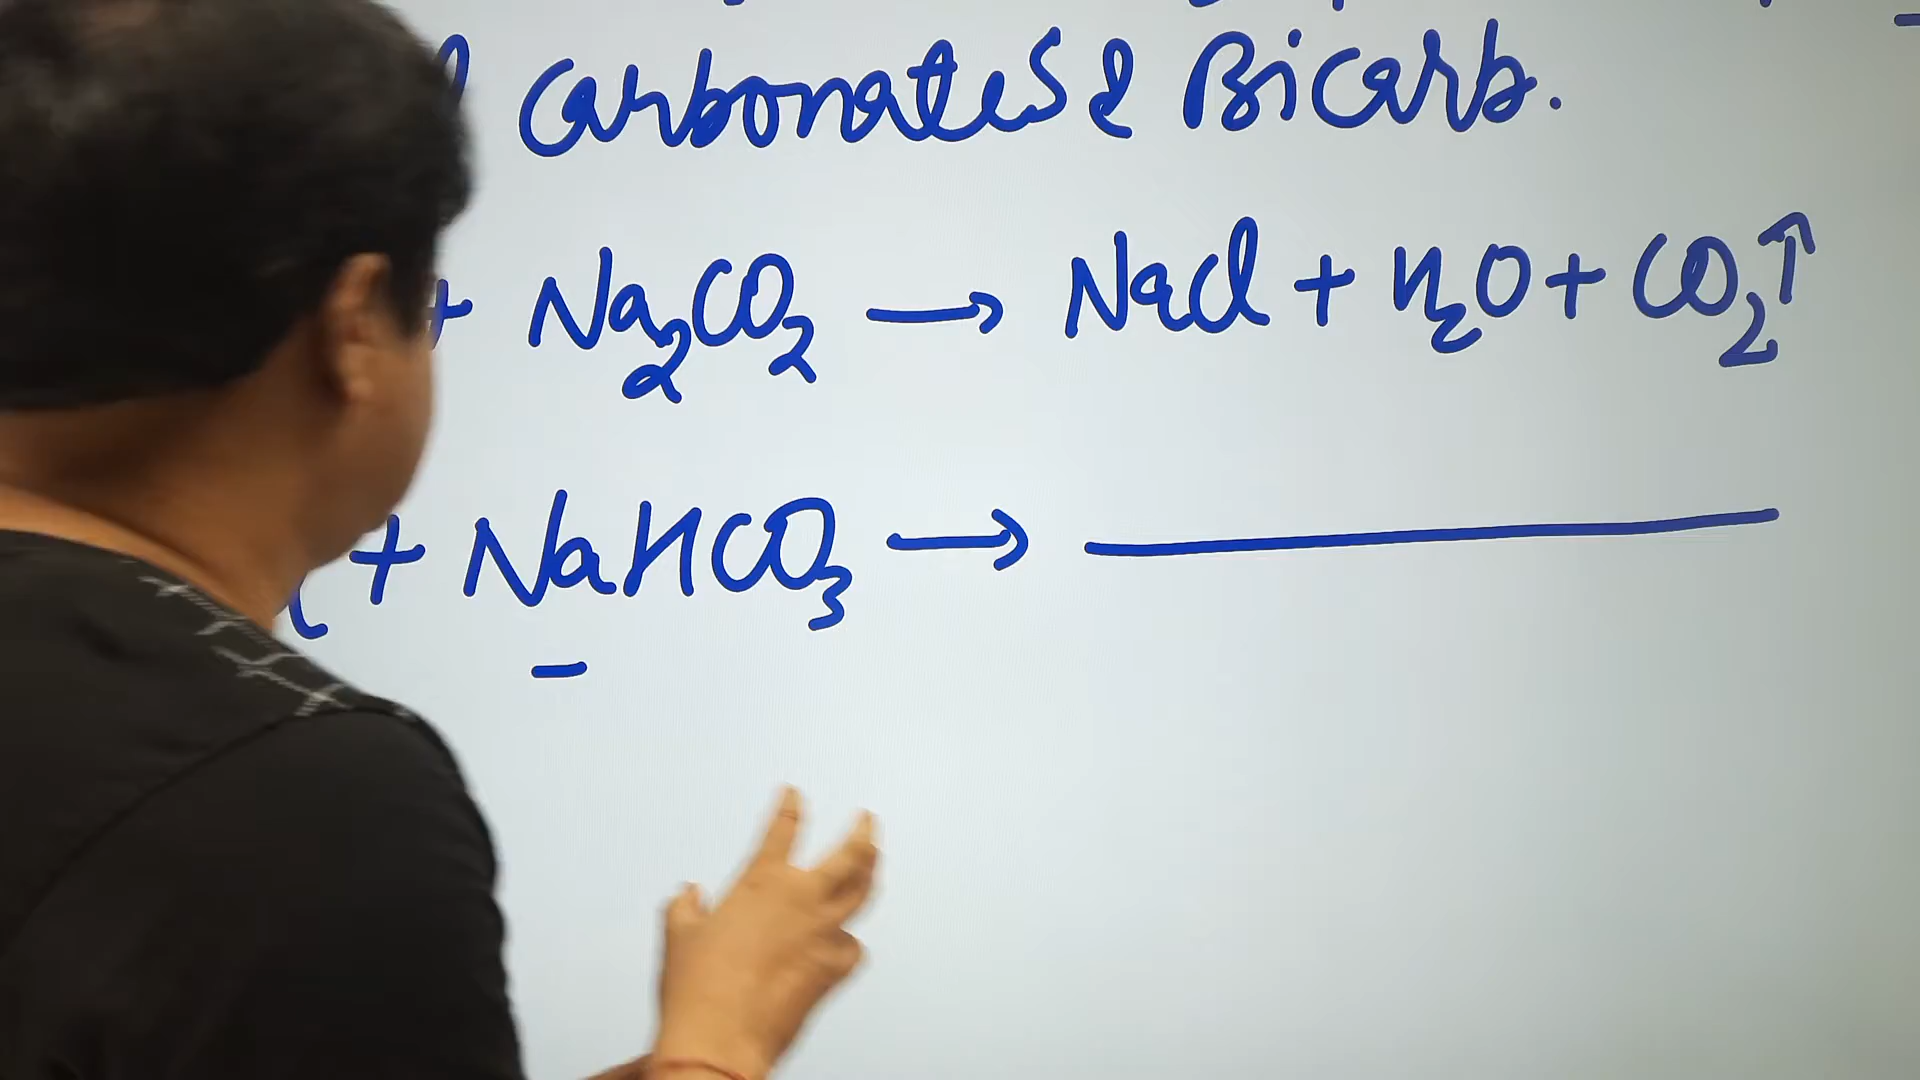 Carbonates & Bicarb.
+ Na₂CO₂ → NaCl + H₂O + CO₂↑
+ NaHCO₃ →